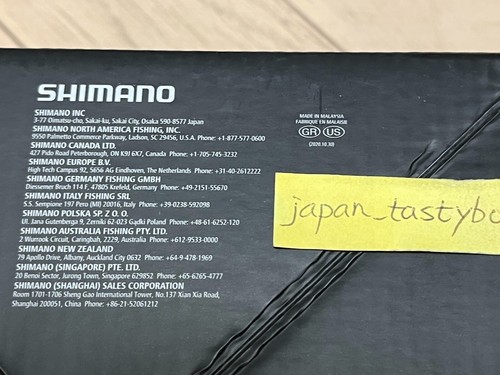 SHIMANO
SHIMANO INC
3-77 Oimatsu-cho, Sakai-ku, Sakai City, Osaka 590-8577 Japan
SHIMANO NORTH AMERICA FISHING, INC.
9550 Palmetto Commerce Parkway, Ladson, SC 29456, U.S.A. Phone: +1-877-577-0600
SHIMANO CANADA LTD.
427 Pido Road Peterborough, ON K9J 6X7, Canada Phone: +1-705-745-3232
SHIMANO EUROPE B.V.
High Tech Campus 92, 5656 AG Eindhoven, The Netherlands Phone: +31-40-2612222
SHIMANO GERMANY FISHING GMBH
Diessemer Bruch 114 F, 47805 Krefeld, Germany Phone: +49-2151-55670
SHIMANO ITALY FISHING SRL
S.S. Sempione 197 Pero (MI) 20016, Italy Phone: +39-0238-592098
SHIMANO POLSKA SP. Z O. O.
Ul. Jana Gutenberga 9, Zerniki 62-023 Gądki Poland Phone: +48-61-6252-120
SHIMANO AUSTRALIA FISHING PTY. LTD.
2 Wurrook Circuit, Caringbah, 2229, Australia Phone: +612-9533-0000
SHIMANO NEW ZEALAND
79 Apollo Drive, Albany, Auckland City 0632 Phone: +64-9-478-1969
SHIMANO (SINGAPORE) PTE. LTD.
20 Benoi Sector, Jurong Town, Singapore 629852 Phone: +65-6265-4777
SHIMANO (SHANGHAI) SALES CORPORATION
Room 1701-1706 Sheng Gao International Tower, No.137 Xian Xia Road,
Shanghai 200051, China Phone: +86-21-52061212
MADE IN MALAYSIA
FABRIQUÉ EN MALAISIE
GR US
(2020.10.30)
japan_tastybo